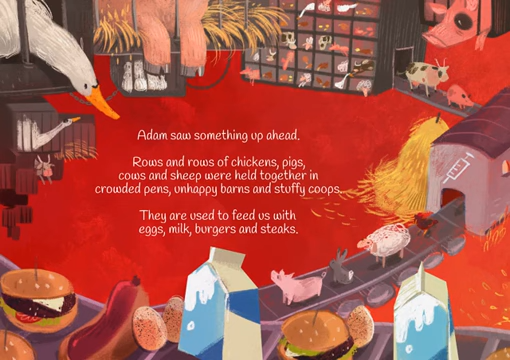 Adam saw something up ahead.
Rows and rows of chickens, pigs,
cows and sheep were held together in
crowded pens, unhappy barns and stuffy coops.
They are used to feed us with
eggs, milk, burgers and steaks.